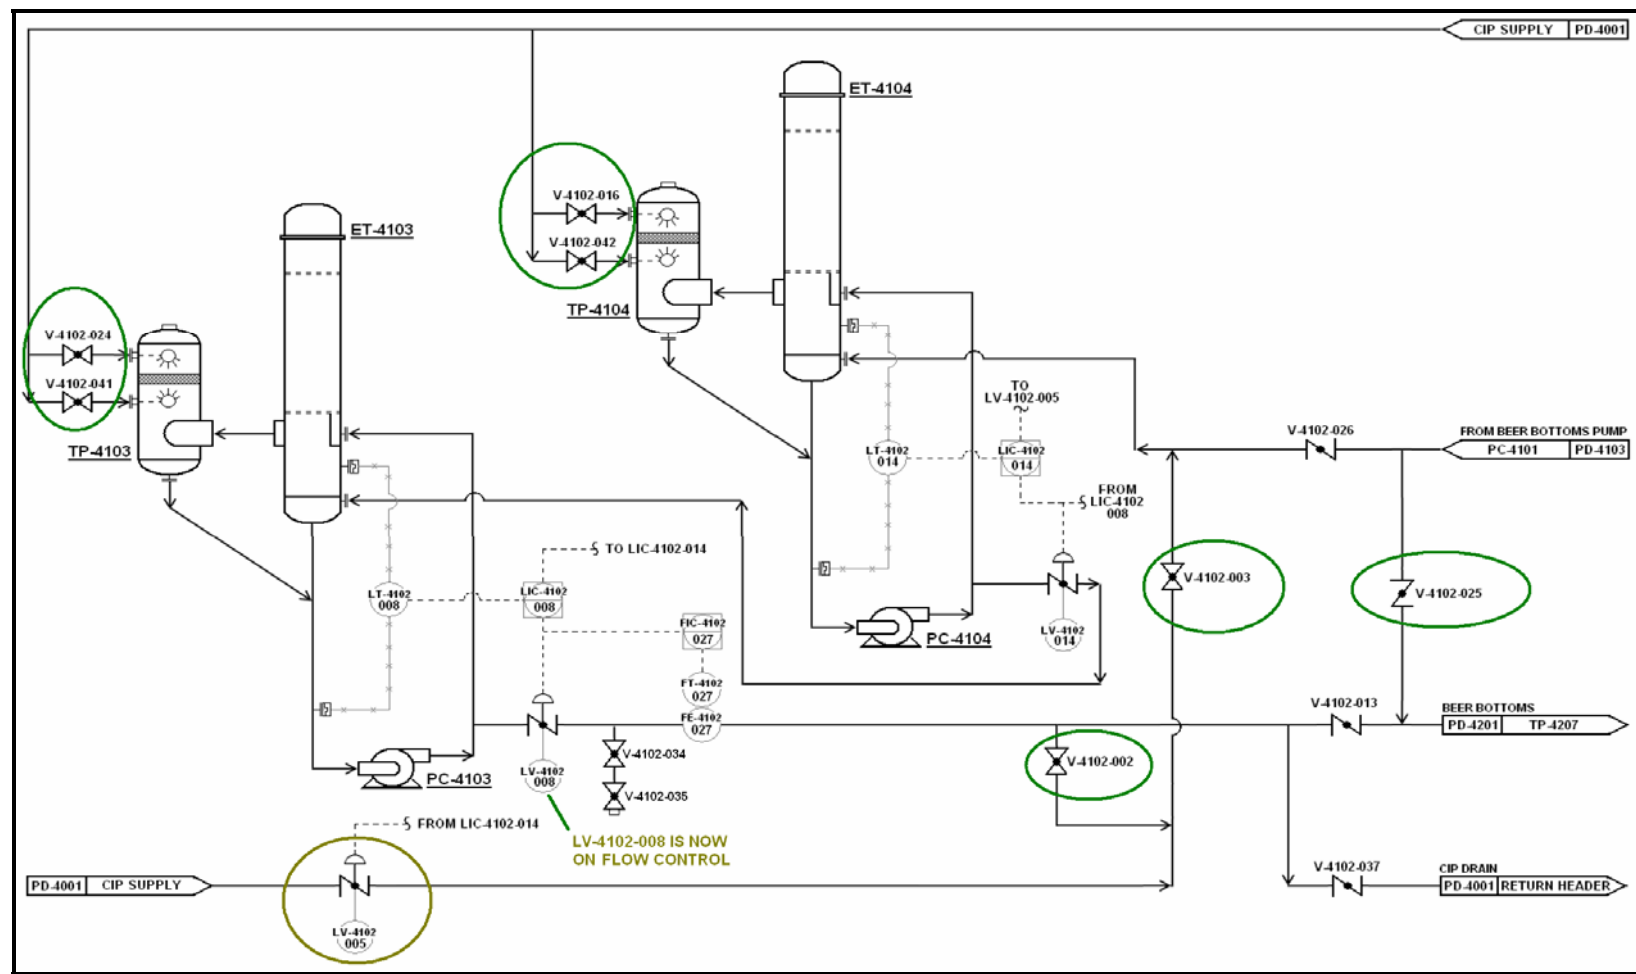 CIP SUPPLY PD-4001
ET-4104
V-4102-016
V-4102-042
TP-4104
ET-4103
V-4102-024
V-4102-041
TP-4103
TO
LV-4102-005
LT-4102
014
LIC-4102
014
FROM
LIC-4102
008
V-4102-026
FROM BEER BOTTOMS PUMP
PC-4101 PD-4103
TO LIC-4102-014
LT-4102
008
LIC-4102
008
FIC-4102
027
FT-4102
027
FE-4102
027
PC-4104
LV-4102
014
V-4102-003
V-4102-025
V-4102-013
BEER BOTTOMS
PD-4201 TP-4207
PC-4103
LV-4102
008
V-4102-034
V-4102-035
V-4102-002
FROM LIC-4102-014
LV-4102-008 IS NOW
ON FLOW CONTROL
PD-4001 CIP SUPPLY
LV-4102
005
V-4102-037
CIP DRAIN
PD-4001 RETURN HEADER